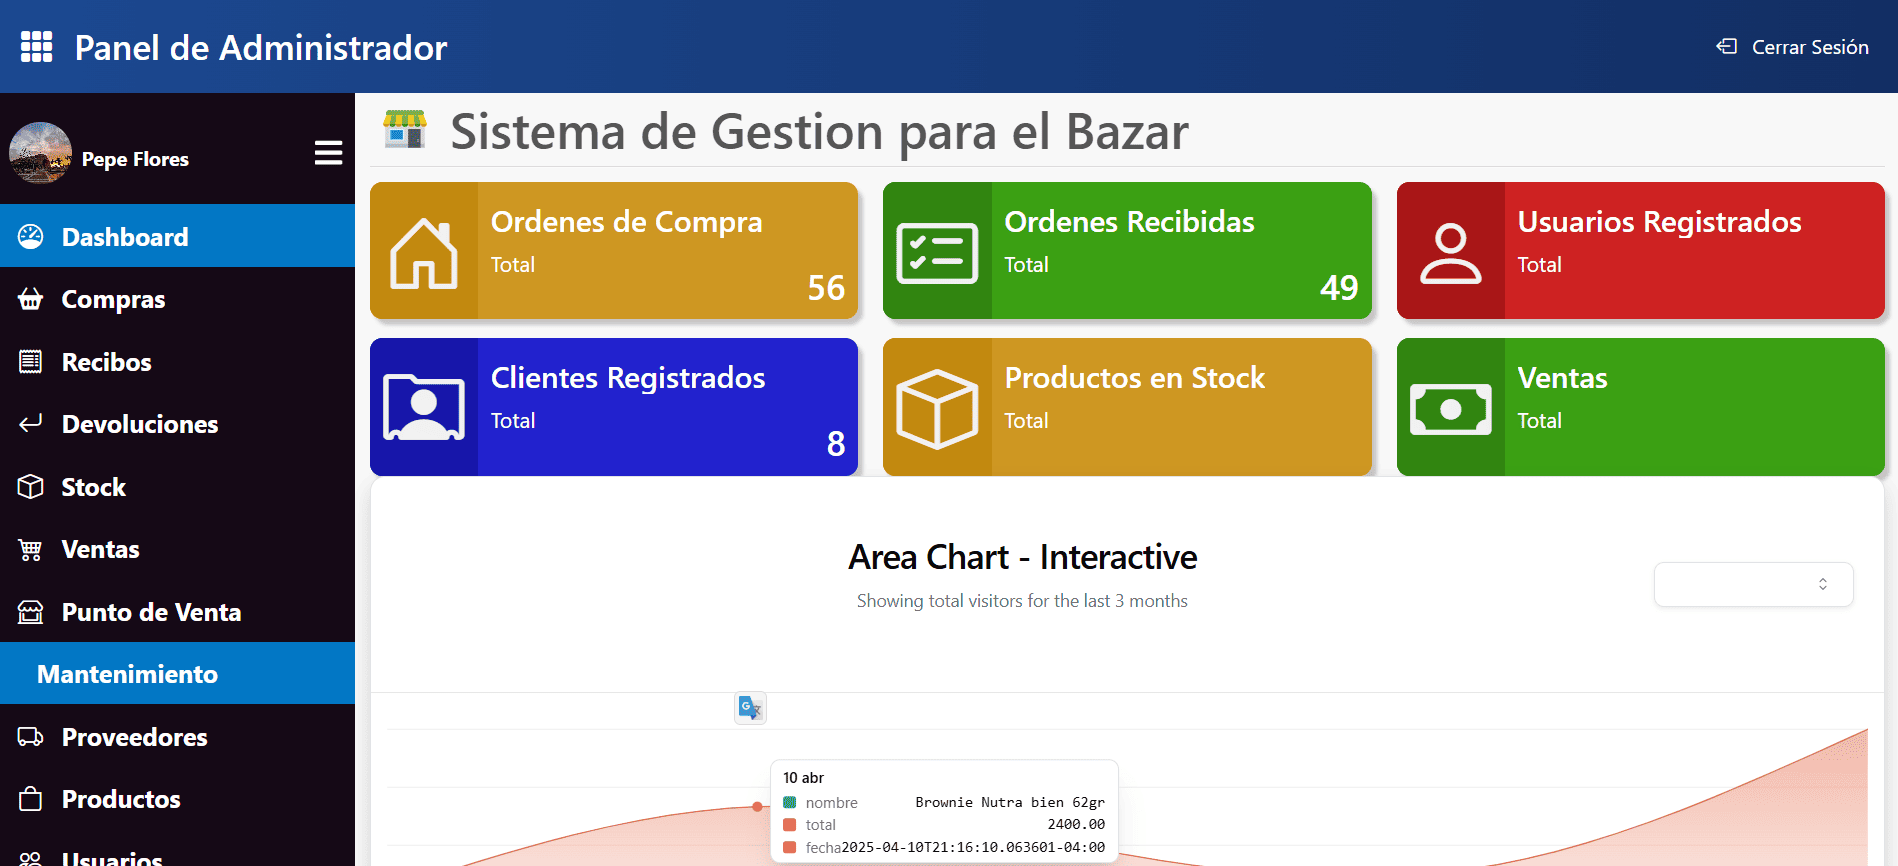 Panel de Administrador
Cerrar Sesión
Pepe Flores
Dashboard
Compras
Recibos
Devoluciones
Stock
Ventas
Punto de Venta
Mantenimiento
Proveedores
Productos
Usuarios
Sistema de Gestion para el Bazar
Ordenes de Compra
Total
56
Ordenes Recibidas
Total
49
Usuarios Registrados
Total
Clientes Registrados
Total
8
Productos en Stock
Total
Ventas
Total
Area Chart - Interactive
Showing total visitors for the last 3 months
10 abr
nombre Brownie Nutra bien 62gr
total 2400.00
fecha2025-04-10T21:16:10.063601-04:00